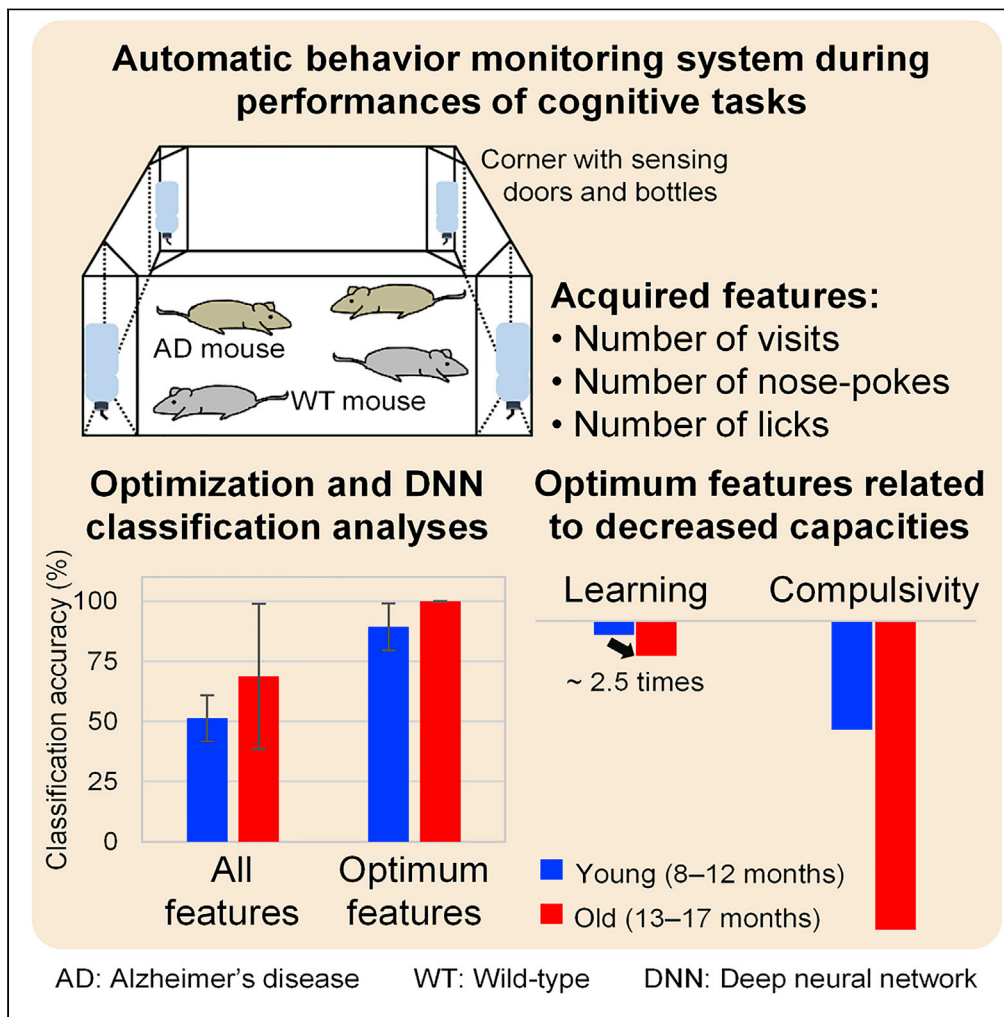 Automatic behavior monitoring system during
performances of cognitive tasks
Corner with sensing
doors and bottles
AD mouse
WT mouse
Acquired features:
• Number of visits
• Number of nose-pokes
• Number of licks
Optimization and DNN
classification analyses
Classification accuracy (%)
100
75
50
25
0
All
features
Optimum
features
Optimum features related
to decreased capacities
Learning
Compulsivity
~ 2.5 times
Young (8–12 months)
Old (13–17 months)
AD: Alzheimer's disease
WT: Wild-type
DNN: Deep neural network